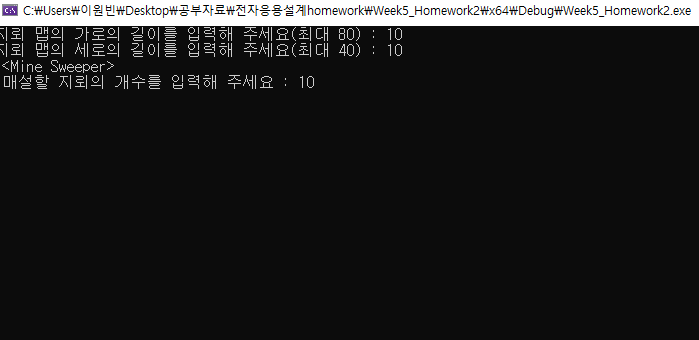 C:\Users\이원빈\Desktop\공부자료\전자응용설계homework\Week5_Homework2\x64\Debug\Week5_Homework2.exe
지뢰 맵의 가로의 길이를 입력해 주세요(최대 80) : 10
지뢰 맵의 세로의 길이를 입력해 주세요(최대 40) : 10
<Mine Sweeper>
매설할 지뢰의 개수를 입력해 주세요 : 10